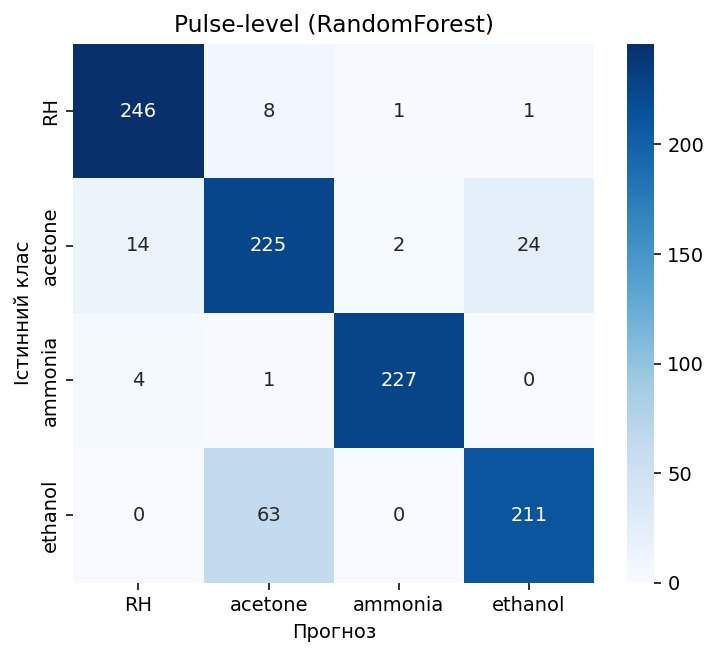 Pulse-level (RandomForest)
Істинний клас
RH
246 8 1 1
acetone
14 225 2 24
ammonia
4 1 227 0
ethanol
0 63 0 211
RH acetone ammonia ethanol
Прогноз
200
150
100
50
0